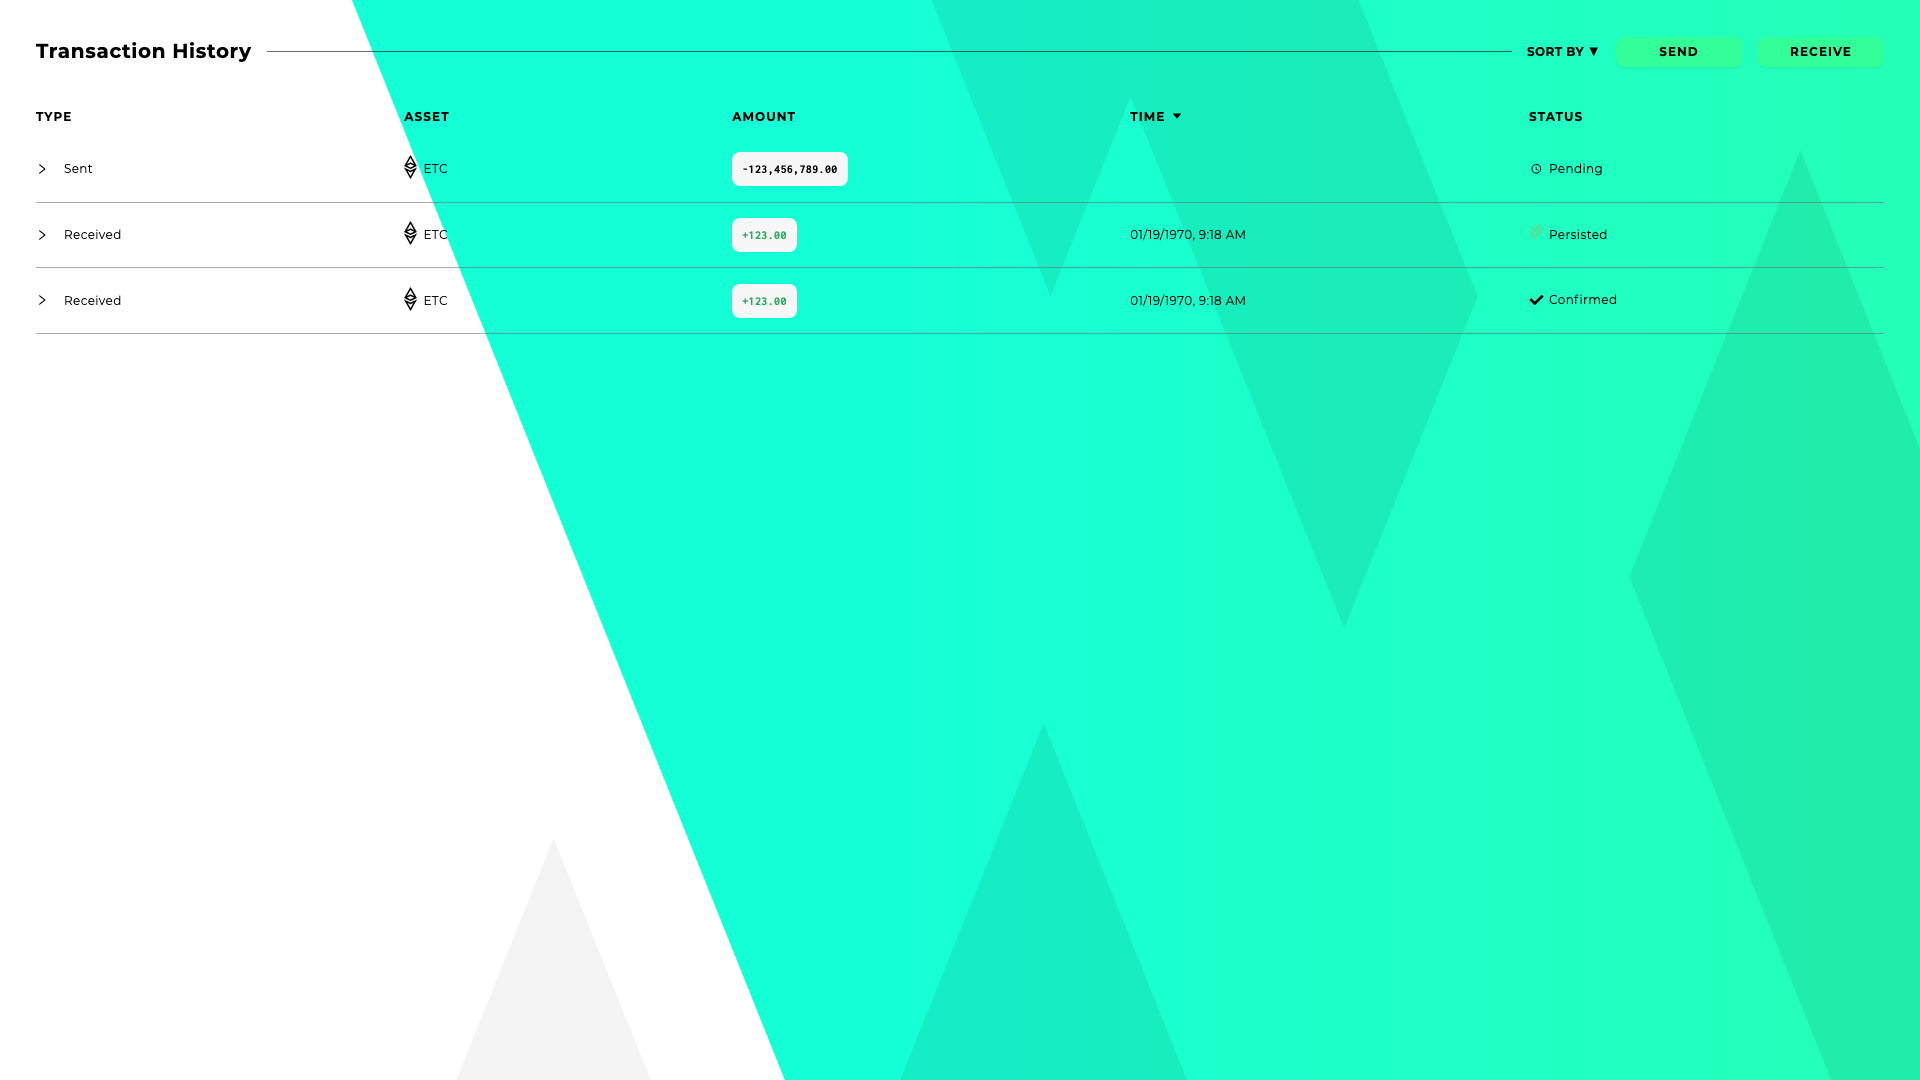 Transaction History SORT BY ▼ SEND RECEIVE
TYPE ASSET AMOUNT TIME STATUS
Sent ETC -123,456,789.00 Pending
Received ETC +123.00 01/19/1970, 9:18 AM Persisted
Received ETC +123.00 01/19/1970, 9:18 AM Confirmed